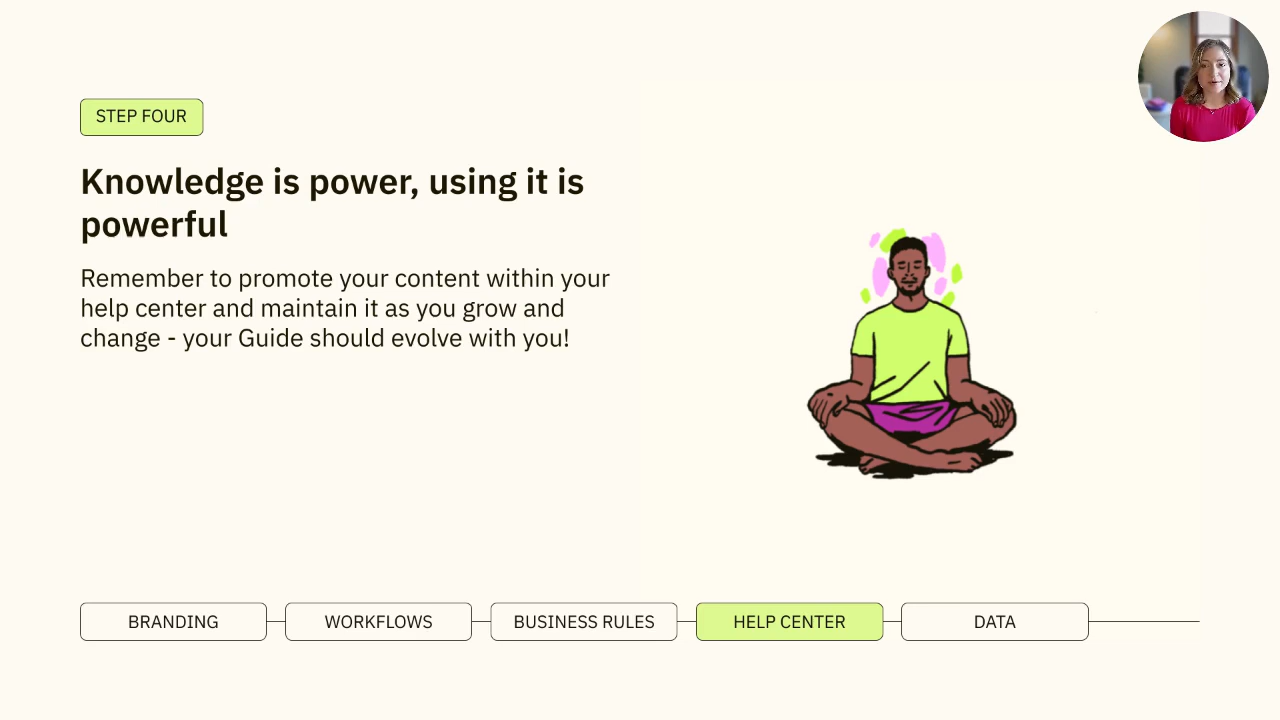 STEP FOUR
Knowledge is power, using it is
powerful
Remember to promote your content within your
help center and maintain it as you grow and
change - your Guide should evolve with you!
BRANDING
WORKFLOWS
BUSINESS RULES
HELP CENTER
DATA